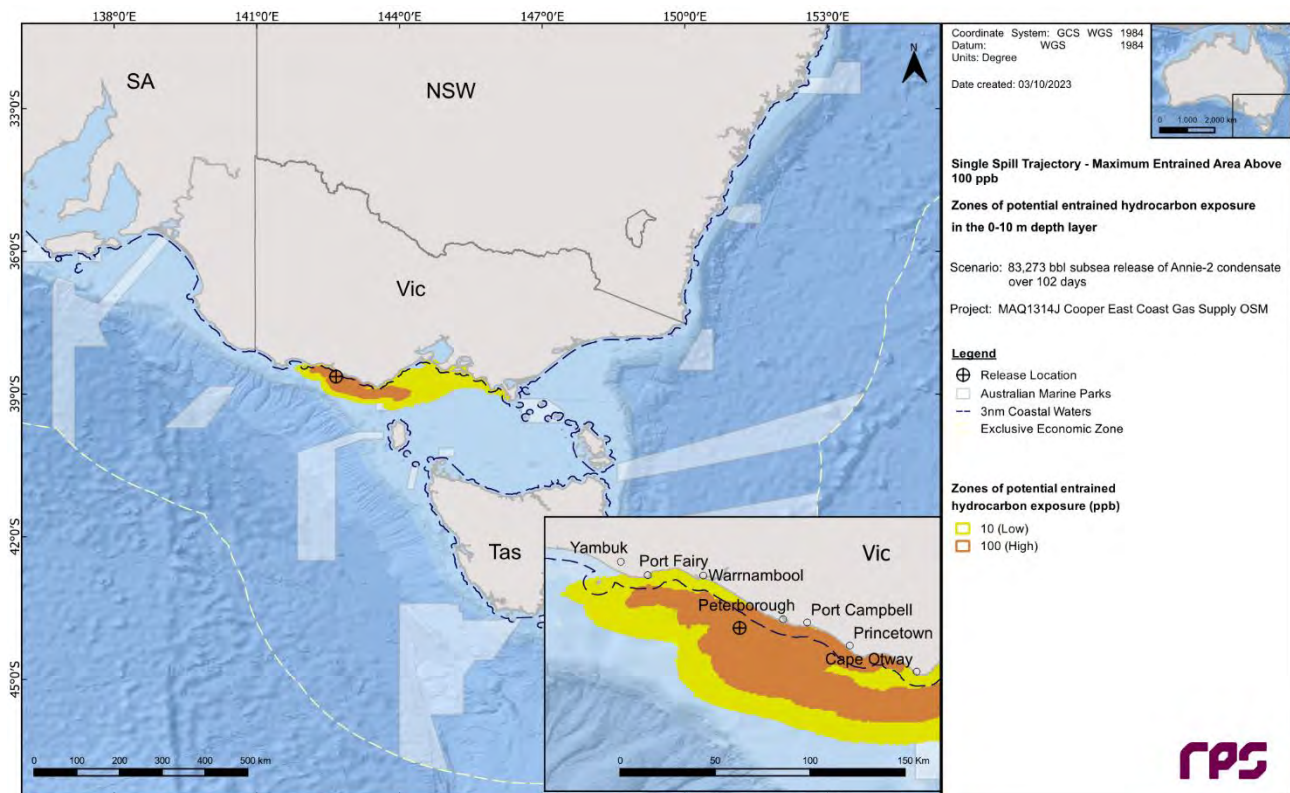 138°0'E 141°0'E 144°0'E 147°0'E 150°0'E 153°0'E
33°0'S
36°0'S
39°0'S
42°0'S
45°0'S
SA
NSW
Vic
Tas
N
0 100 200 300 400 500 Km
Yambuk
Port Fairy
Warrnambool
Vic
Peterborough
Port Campbell
Princetown
Cape Otway
0 50 100 150 Km
Coordinate System: GCS WGS 1984
Datum: WGS 1984
Units: Degree
Date created: 03/10/2023
0 1,000 2,000 km
Single Spill Trajectory - Maximum Entrained Area Above
100 ppb
Zones of potential entrained hydrocarbon exposure
in the 0-10 m depth layer
Scenario: 83,273 bbl subsea release of Annie-2 condensate
over 102 days
Project: MAQ1314J Cooper East Coast Gas Supply OSM
Legend
Release Location
Australian Marine Parks
3nm Coastal Waters
Exclusive Economic Zone
Zones of potential entrained
hydrocarbon exposure (ppb)
10 (Low)
100 (High)
rps